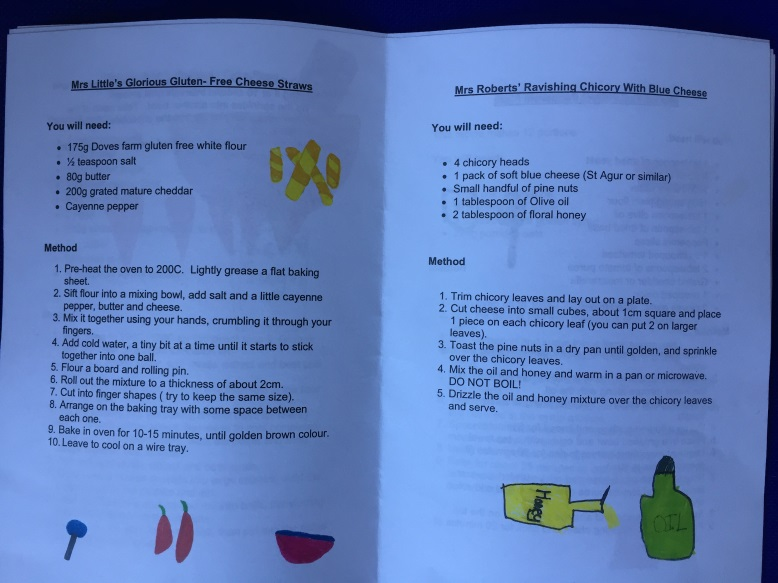 Mrs Little's Glorious Gluten- Free Cheese Straws
You will need:
• 175g Doves farm gluten free white flour
• ½ teaspoon salt
• 80g butter
• 200g grated mature cheddar
• Cayenne pepper
Method
1. Pre-heat the oven to 200C. Lightly grease a flat baking
sheet.
2. Sift flour into a mixing bowl, add salt and a little cayenne
pepper, butter and cheese.
3. Mix it together using your hands, crumbling it through your
fingers.
4. Add cold water, a tiny bit at a time until it starts to stick
together into one ball.
5. Flour a board and rolling pin.
6. Roll out the mixture to a thickness of about 2cm.
7. Cut into finger shapes ( try to keep the same size).
8. Arrange on the baking tray with some space between
each one.
9. Bake in oven for 10-15 minutes, until golden brown colour.
10. Leave to cool on a wire tray.
Mrs Roberts' Ravishing Chicory With Blue Cheese
You will need:
• 4 chicory heads
• 1 pack of soft blue cheese (St Agur or similar)
• Small handful of pine nuts
• 1 tablespoon of Olive oil
• 2 tablespoon of floral honey
Method
1. Trim chicory leaves and lay out on a plate.
2. Cut cheese into small cubes, about 1cm square and place
1 piece on each chicory leaf (you can put 2 on larger
leaves).
3. Toast the pine nuts in a dry pan until golden, and sprinkle
over the chicory leaves.
4. Mix the oil and honey and warm in a pan or microwave.
DO NOT BOIL!
5. Drizzle the oil and honey mixture over the chicory leaves
and serve.
Honey
OIL